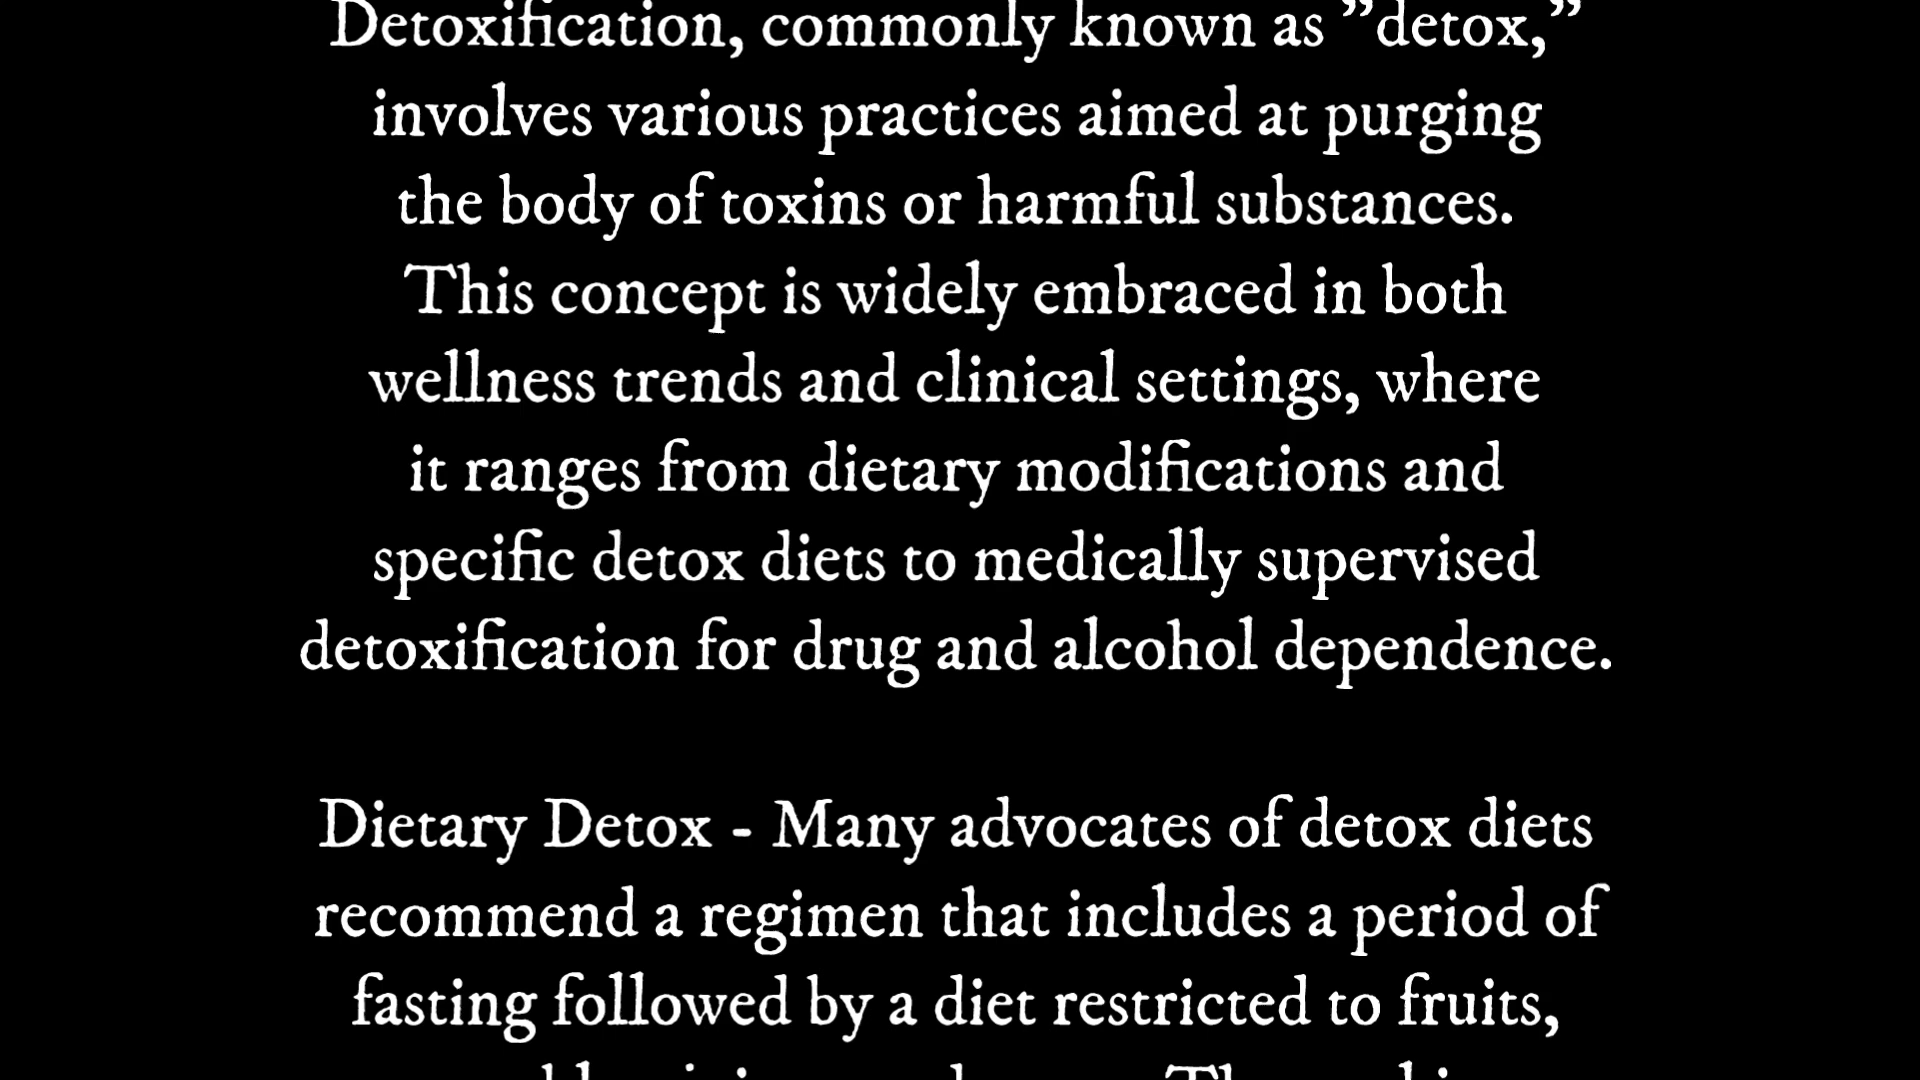 Detoxification, commonly known as ”detox,”
involves various practices aimed at purging
the body of toxins or harmful substances.
This concept is widely embraced in both
wellness trends and clinical settings, where
it ranges from dietary modifications and
specific detox diets to medically supervised
detoxification for drug and alcohol dependence.
Dietary Detox - Many advocates of detox diets
recommend a regimen that includes a period of
fasting followed by a diet restricted to fruits,